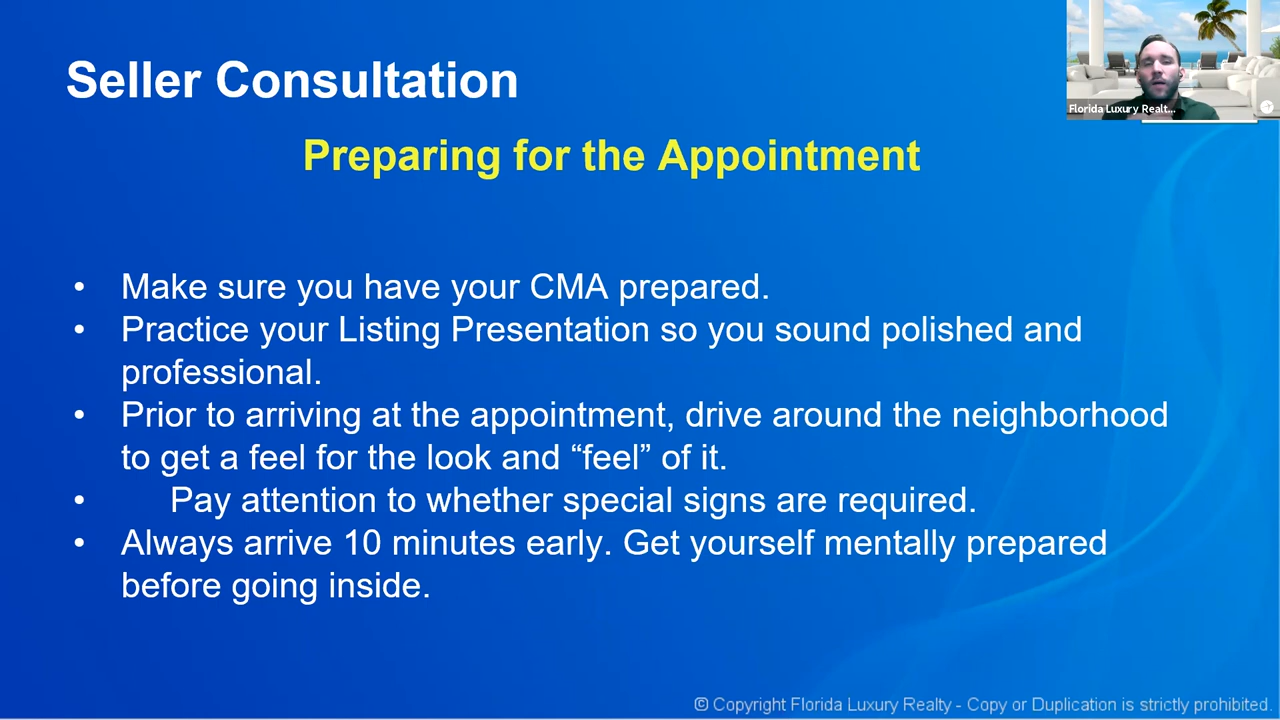 Seller Consultation
Florida Luxury Realt...
Preparing for the Appointment
• Make sure you have your CMA prepared.
• Practice your Listing Presentation so you sound polished and
professional.
• Prior to arriving at the appointment, drive around the neighborhood
to get a feel for the look and “feel” of it.
• Pay attention to whether special signs are required.
• Always arrive 10 minutes early. Get yourself mentally prepared
before going inside.
© Copyright Florida Luxury Realty - Copy or Duplication is strictly prohibited.